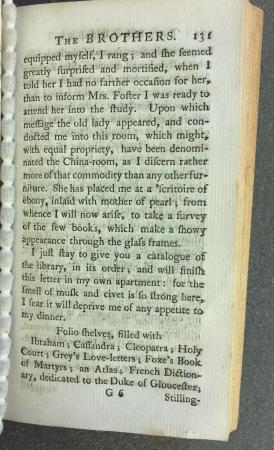 The BROTHERS. 131
equipped myſelf, I rang; and ſhe ſeemed
greatly ſurpriſed and mortified, when I
told her I had no farther occaſion for her,
than to inform Mrs. Foſter I was ready to
attend her into the ſtudy. Upon which
meſſage the old lady appeared, and con-
ducted me into this room, which might,
with equal propriety, have been denomi-
nated the China-room, as I diſcern rather
more of that commodity than any other fur-
niture. She has placed me at a 'ſcritoire of
ebony, inlaid with mother of pearl; from
whence I will now ariſe, to take a ſurvey
of the few books, which make a ſhowy
appearance through the glaſs frames.
I juſt ſtay to give you a catalogue of
the library, in its order; and will finiſh
this letter in my own apartment: for the
ſmell of muſk and civet is ſo ſtrong here,
I fear it will deprive me of any appetite to
my dinner.
Folio ſhelves, filled with
Ibraham; Caſſandra; Cleopatra; Holy
Court; Grey's Love-letters; Foxe's Book
of Martyrs; an Atlas; French Diction-
ary, dedicated to the Duke of Glouceſter;
G 6 Stilling-